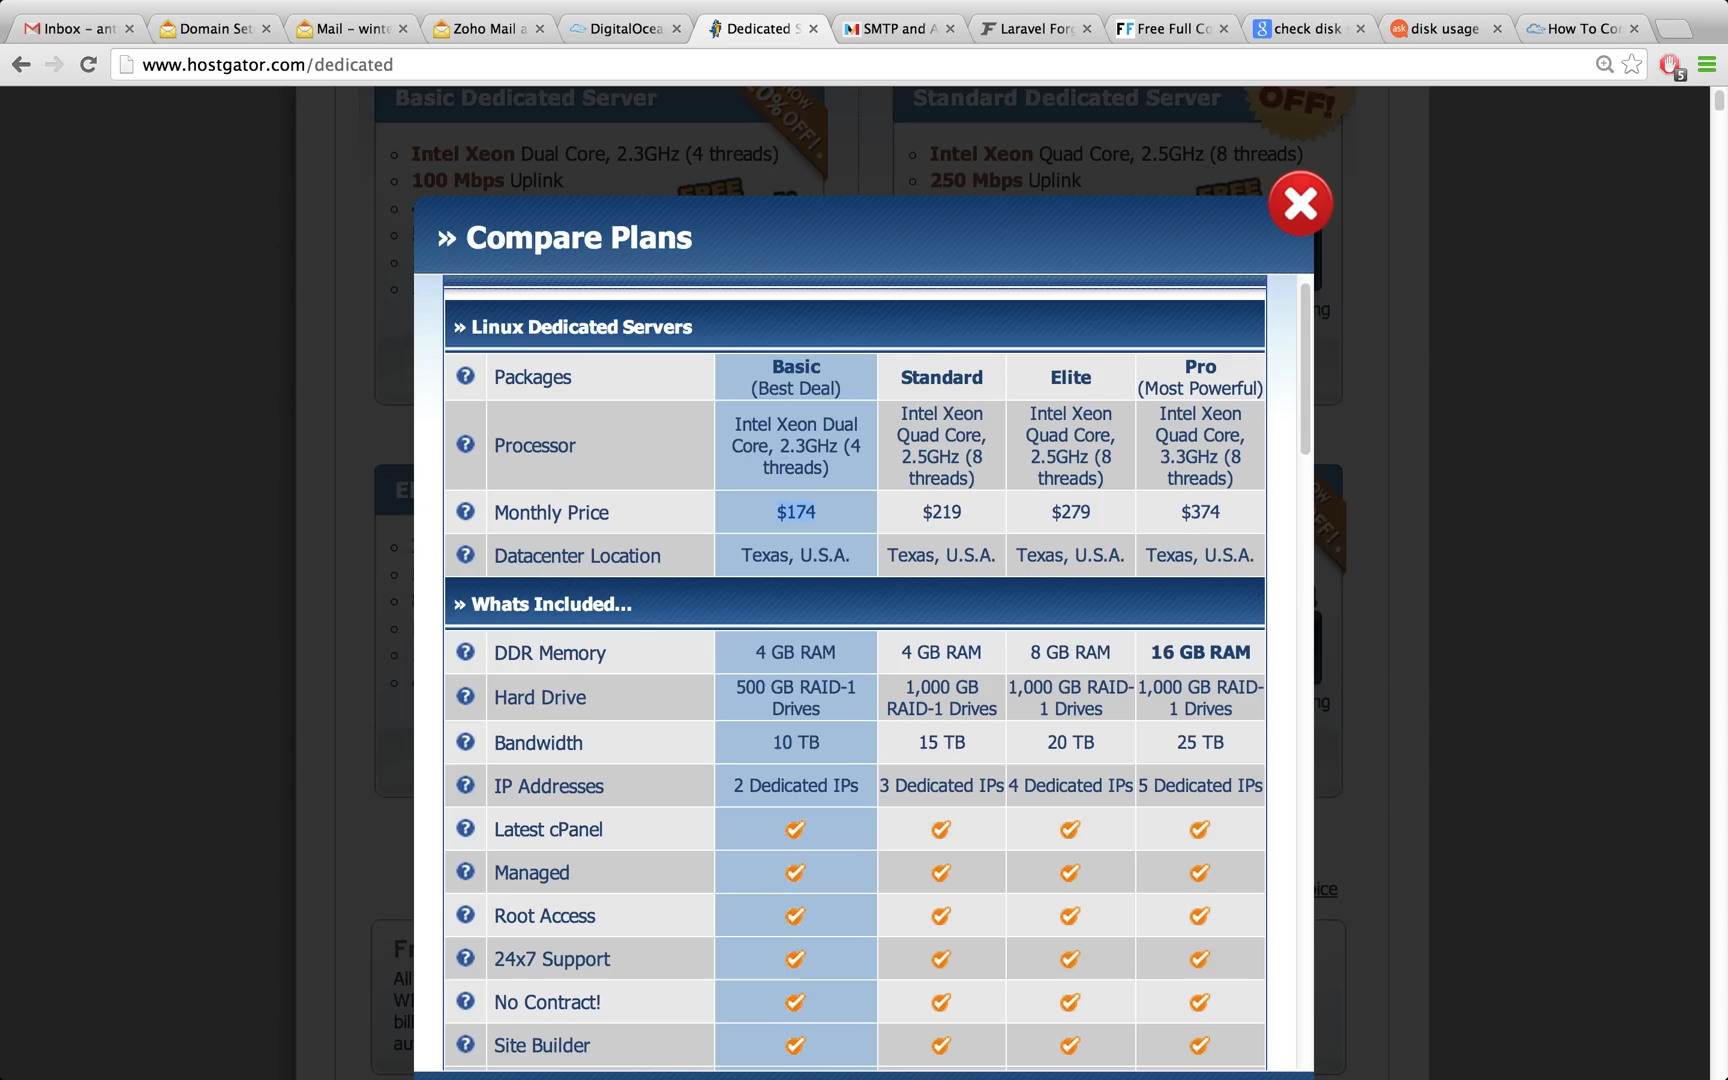 Inbox – ant
Domain Set
Mail – winte
Zoho Mail a
DigitalOcea
Dedicated S
SMTP and A
Laravel Forg
Free Full Co
check disk
disk usage
How To Con
www.hostgator.com/dedicated
5
Basic Dedicated Server
Standard Dedicated Server
OFF!
Intel Xeon Dual Core, 2.3GHz (4 threads)
Intel Xeon Quad Core, 2.5GHz (8 threads)
100 Mbps Uplink
250 Mbps Uplink
» Compare Plans
» Linux Dedicated Servers
Packages
Basic
(Best Deal)
Standard
Elite
Pro
(Most Powerful)
Processor
Intel Xeon Dual
Core, 2.3GHz (4
threads)
Intel Xeon
Quad Core,
2.5GHz (8
threads)
Intel Xeon
Quad Core,
2.5GHz (8
threads)
Intel Xeon
Quad Core,
3.3GHz (8
threads)
Monthly Price
$174
$219
$279
$374
Datacenter Location
Texas, U.S.A.
Texas, U.S.A.
Texas, U.S.A.
Texas, U.S.A.
» Whats Included...
DDR Memory
4 GB RAM
4 GB RAM
8 GB RAM
16 GB RAM
Hard Drive
500 GB RAID-1
Drives
1,000 GB
RAID-1 Drives
1,000 GB RAID-
1 Drives
1,000 GB RAID-
1 Drives
Bandwidth
10 TB
15 TB
20 TB
25 TB
IP Addresses
2 Dedicated IPs
3 Dedicated IPs
4 Dedicated IPs
5 Dedicated IPs
Latest cPanel
Managed
Root Access
24x7 Support
No Contract!
Site Builder